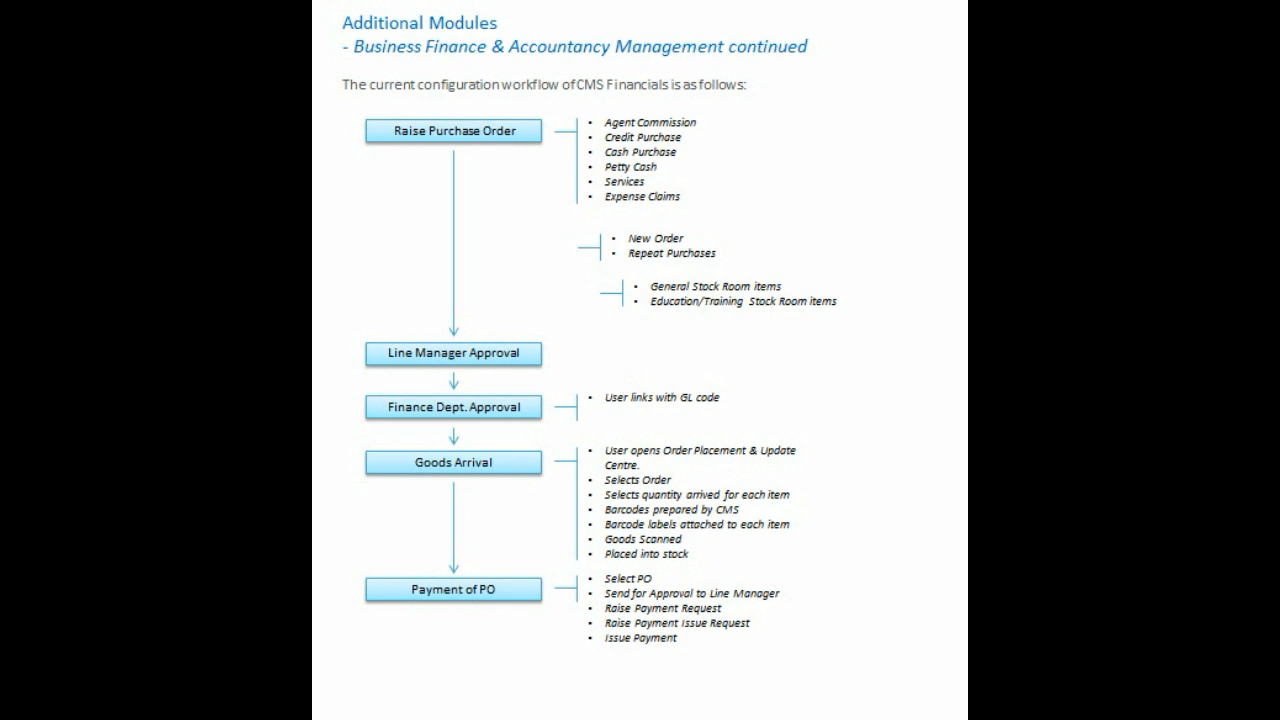 Additional Modules
- Business Finance & Accountancy Management continued
The current configuration workflow of CMS Financials is as follows:
Raise Purchase Order
• Agent Commission
• Credit Purchase
• Cash Purchase
• Petty Cash
• Services
• Expense Claims
• New Order
• Repeat Purchases
• General Stock Room items
• Education/Training Stock Room items
Line Manager Approval
Finance Dept. Approval
• User links with GL code
Goods Arrival
• User opens Order Placement & Update
Centre.
• Selects Order
• Selects quantity arrived for each item
• Barcodes prepared by CMS
• Barcode labels attached to each item
• Goods Scanned
• Placed into stock
Payment of PO
• Select PO
• Send for Approval to Line Manager
• Raise Payment Request
• Raise Payment Issue Request
• Issue Payment